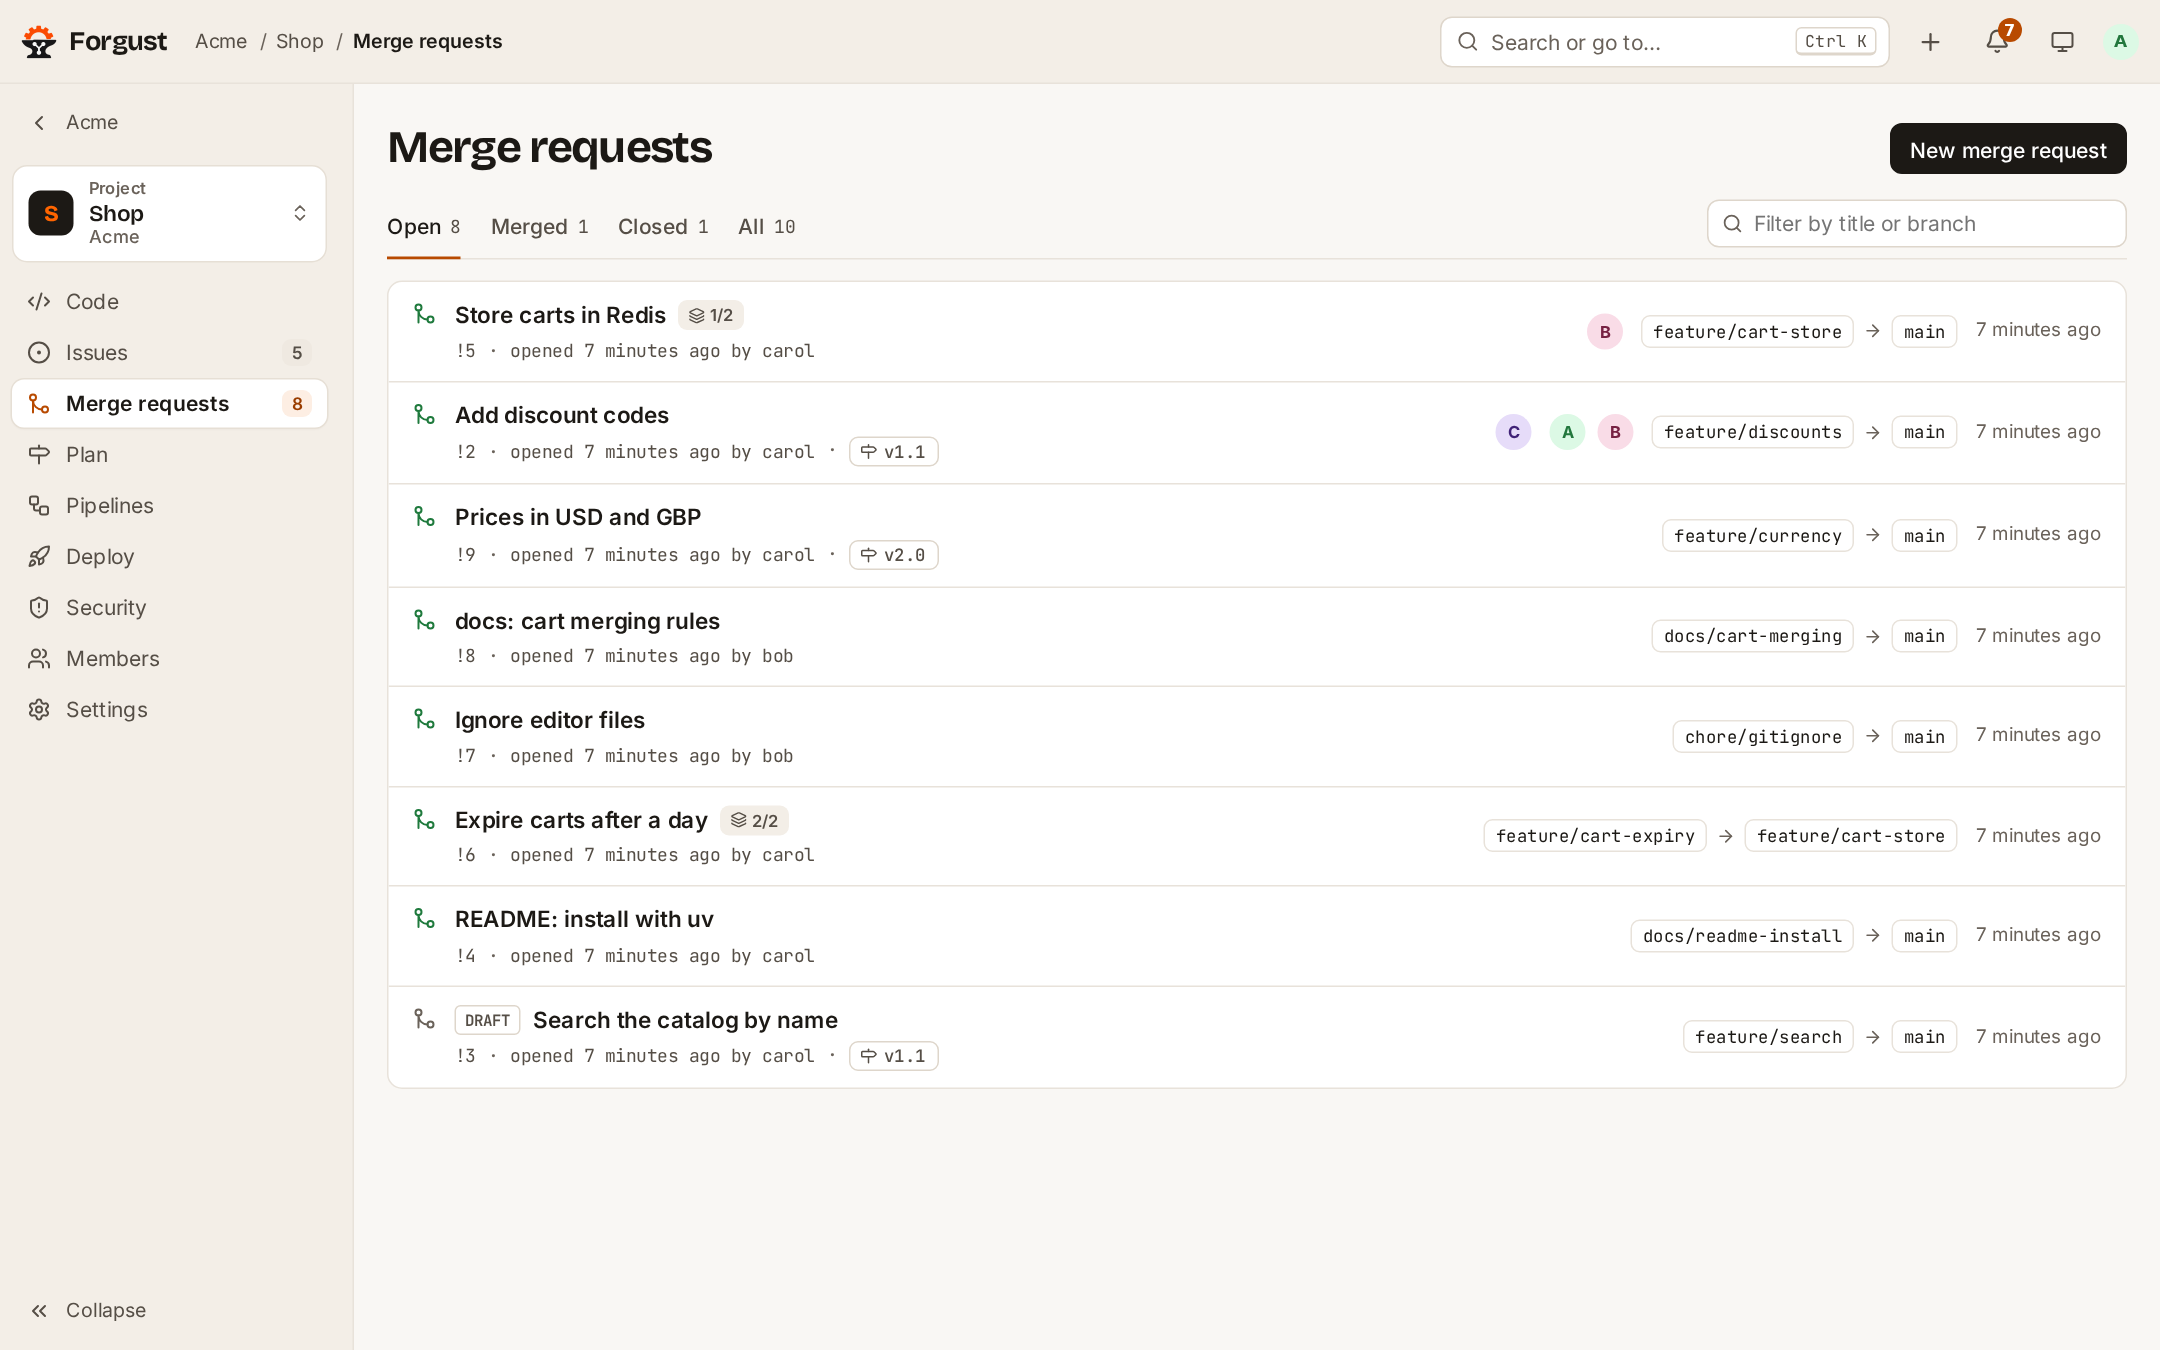 Forgust
Acme / Shop / Merge requests
Search or go to... Ctrl K
7
A
Acme
Project
S Shop
Acme
Code
Issues 5
Merge requests 8
Plan
Pipelines
Deploy
Security
Members
Settings
Collapse
Merge requests
New merge request
Open 8 Merged 1 Closed 1 All 10
Filter by title or branch
Store carts in Redis 1/2
!5 · opened 7 minutes ago by carol
B feature/cart-store → main 7 minutes ago
Add discount codes
!2 · opened 7 minutes ago by carol · v1.1
C A B feature/discounts → main 7 minutes ago
Prices in USD and GBP
!9 · opened 7 minutes ago by carol · v2.0
feature/currency → main 7 minutes ago
docs: cart merging rules
!8 · opened 7 minutes ago by bob
docs/cart-merging → main 7 minutes ago
Ignore editor files
!7 · opened 7 minutes ago by bob
chore/gitignore → main 7 minutes ago
Expire carts after a day 2/2
!6 · opened 7 minutes ago by carol
feature/cart-expiry → feature/cart-store 7 minutes ago
README: install with uv
!4 · opened 7 minutes ago by carol
docs/readme-install → main 7 minutes ago
DRAFT Search the catalog by name
!3 · opened 7 minutes ago by carol · v1.1
feature/search → main 7 minutes ago